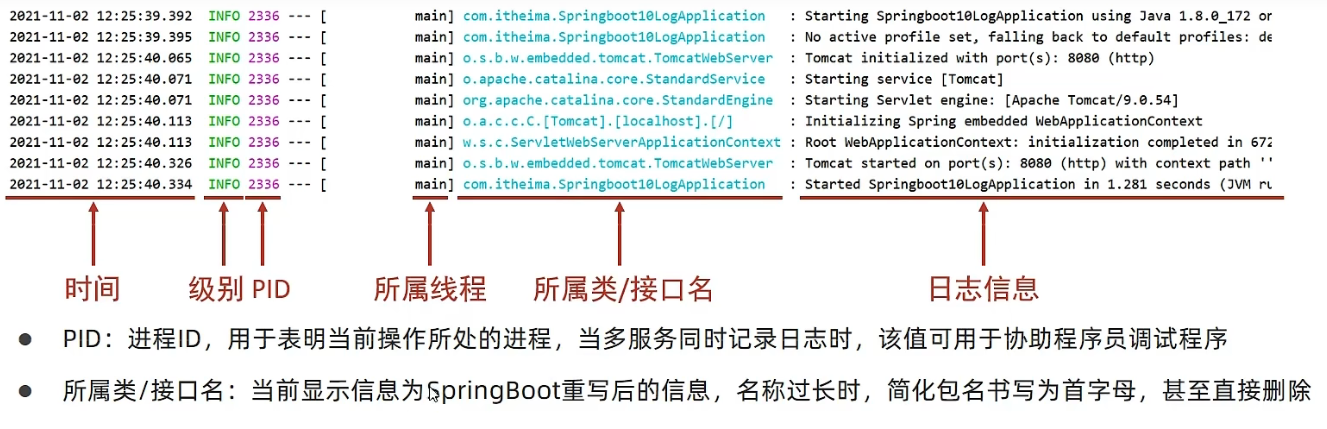 2021-11-02 12:25:39.392 INFO 2336 --- [ main] com.itheima.Springboot10LogApplication : Starting Springboot10LogApplication using Java 1.8.0_172 on
2021-11-02 12:25:39.395 INFO 2336 --- [ main] com.itheima.Springboot10LogApplication : No active profile set, falling back to default profiles: de
2021-11-02 12:25:40.065 INFO 2336 --- [ main] o.s.b.w.embedded.tomcat.TomcatWebServer : Tomcat initialized with port(s): 8080 (http)
2021-11-02 12:25:40.071 INFO 2336 --- [ main] o.apache.catalina.core.StandardService : Starting service [Tomcat]
2021-11-02 12:25:40.071 INFO 2336 --- [ main] org.apache.catalina.core.StandardEngine : Starting Servlet engine: [Apache Tomcat/9.0.54]
2021-11-02 12:25:40.113 INFO 2336 --- [ main] o.a.c.c.C.[Tomcat].[localhost].[/] : Initializing Spring embedded WebApplicationContext
2021-11-02 12:25:40.113 INFO 2336 --- [ main] w.s.c.ServletWebServerApplicationContext : Root WebApplicationContext: initialization completed in 672
2021-11-02 12:25:40.326 INFO 2336 --- [ main] o.s.b.w.embedded.tomcat.TomcatWebServer : Tomcat started on port(s): 8080 (http) with context path ''
2021-11-02 12:25:40.334 INFO 2336 --- [ main] com.itheima.Springboot10LogApplication : Started Springboot10LogApplication in 1.281 seconds (JVM ru
时间 级别 PID 所属线程 所属类/接口名 日志信息
● PID：进程ID，用于表明当前操作所处的进程，当多服务同时记录日志时，该值可用于协助程序员调试程序
● 所属类/接口名：当前显示信息为SpringBoot重写后的信息，名称过长时，简化包名书写为首字母，甚至直接删除